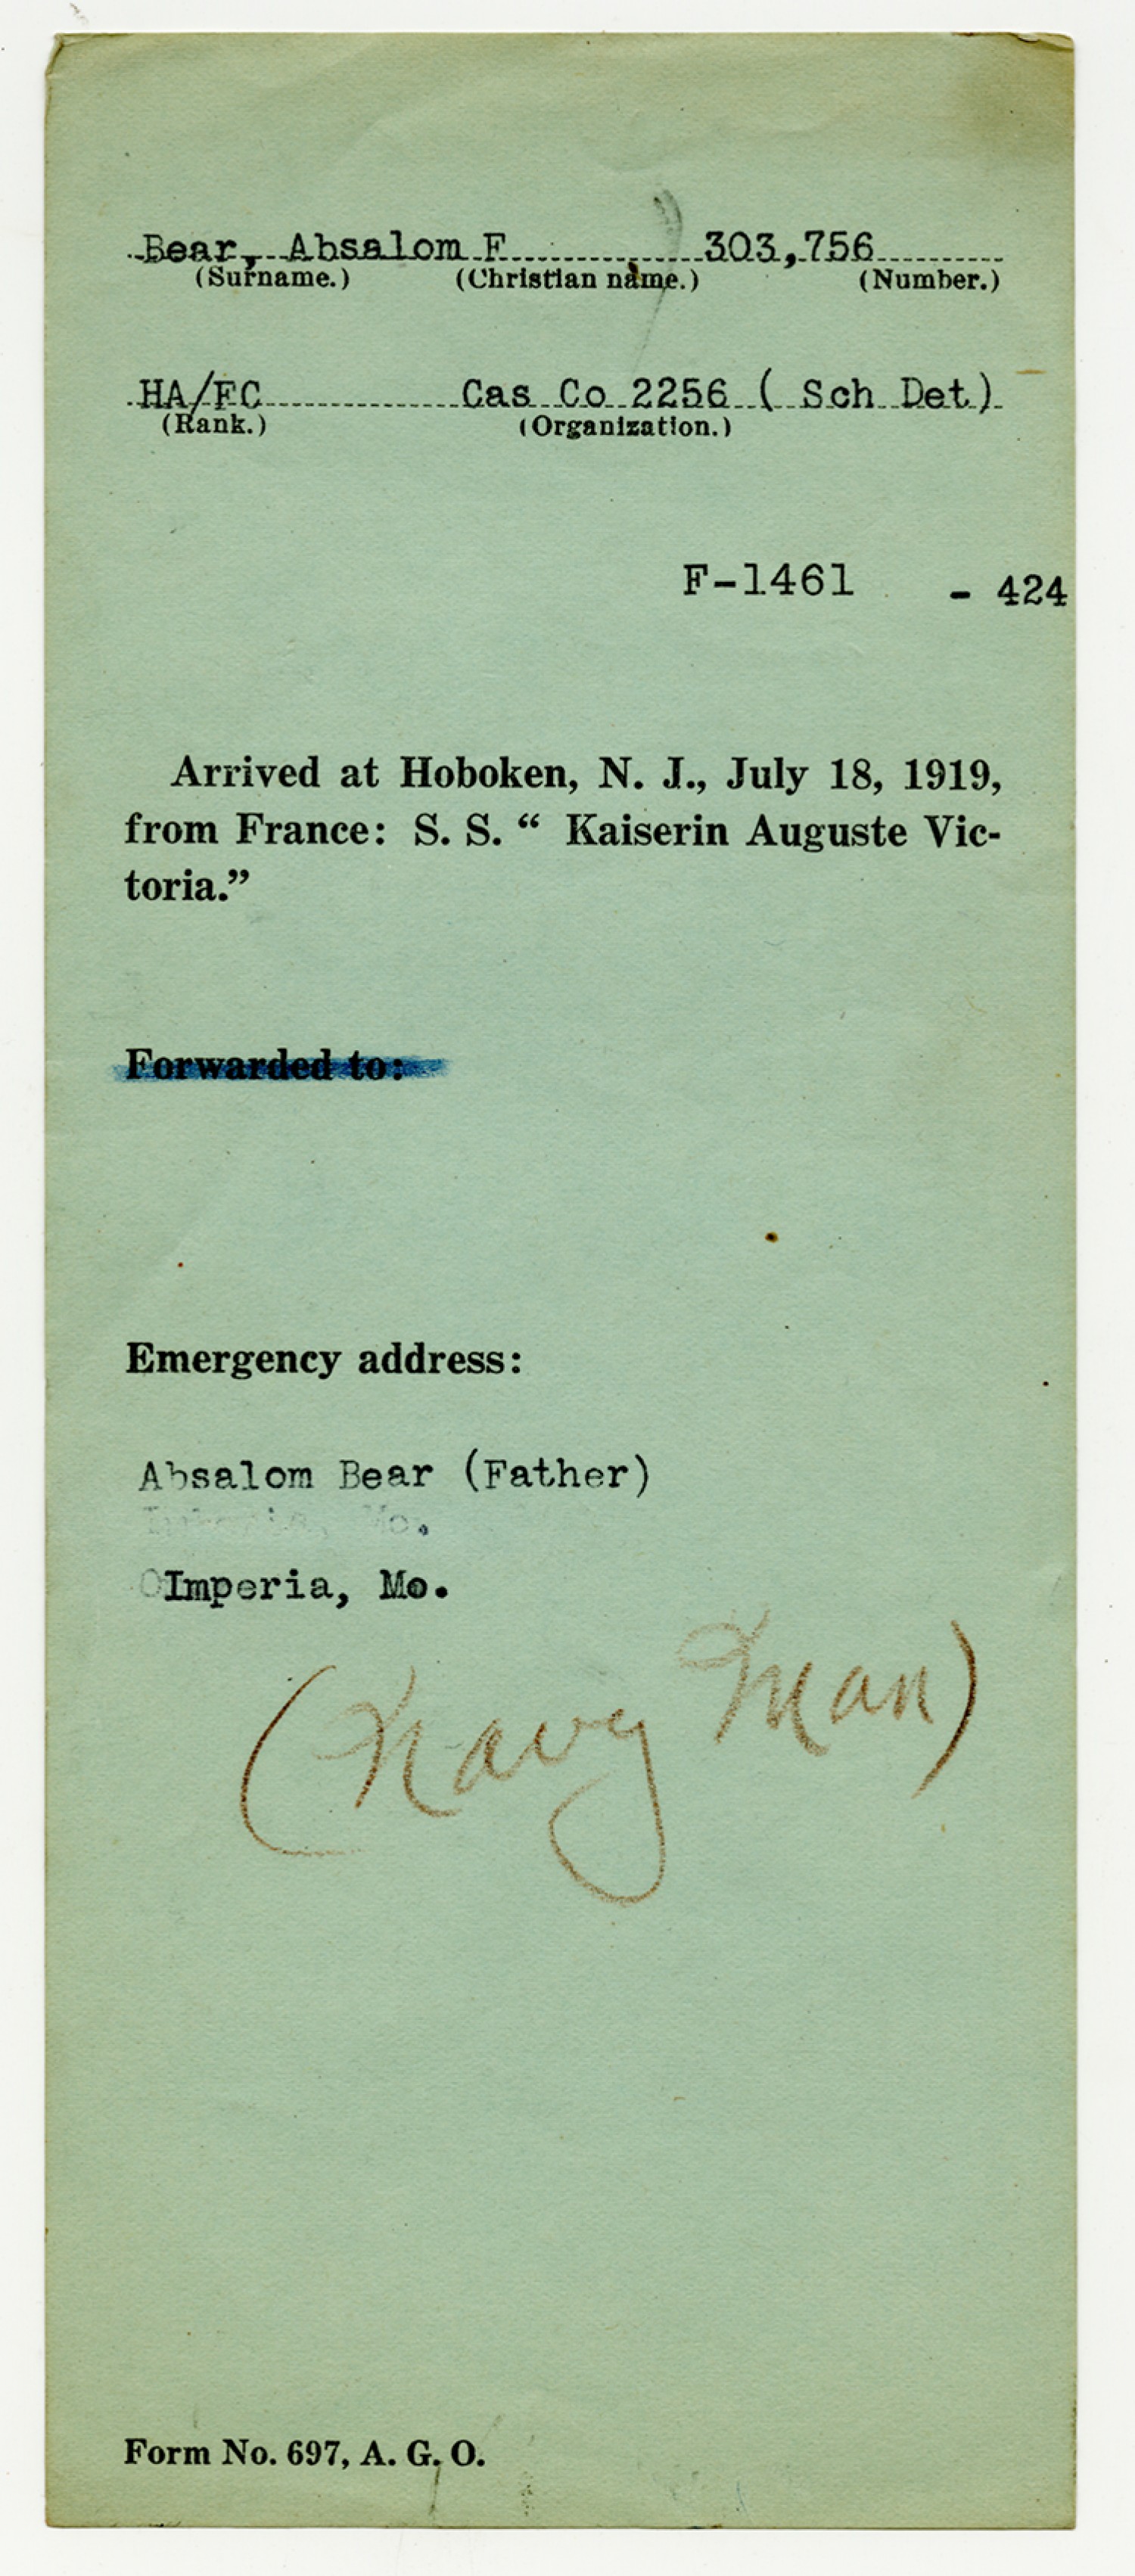 Bear, Absalom F 303,756
(Surname.) (Christian name.) (Number.)
HA/FC Cas Co 2256 ( Sch Det)
(Rank.) (Organization.)
F-1461 - 424
Arrived at Hoboken, N. J., July 18, 1919,
from France: S. S. “ Kaiserin Auguste Vic-
toria.”
Forwarded to:
Emergency address:
Absalom Bear (Father)
Mo.
Imperia, Mo.
(Navy Man)
Form No. 697, A. G. O.